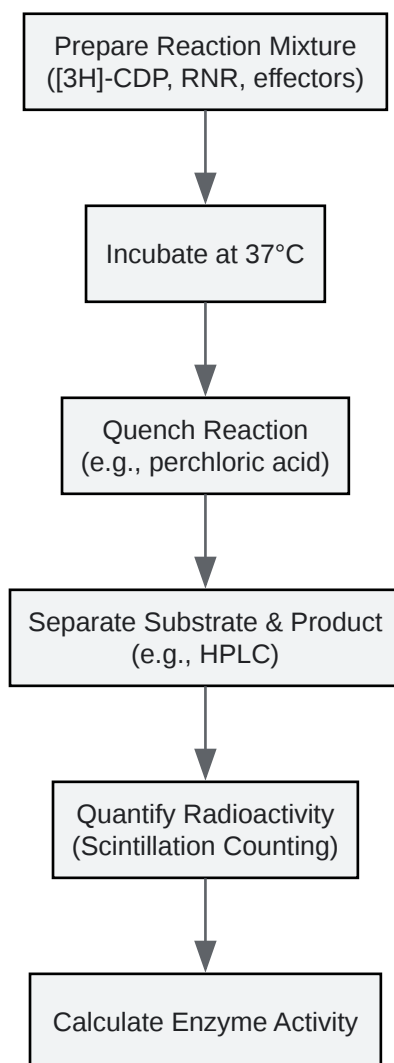 Prepare Reaction Mixture
([3H]-CDP, RNR, effectors)
Incubate at 37°C
Quench Reaction
(e.g., perchloric acid)
Separate Substrate & Product
(e.g., HPLC)
Quantify Radioactivity
(Scintillation Counting)
Calculate Enzyme Activity